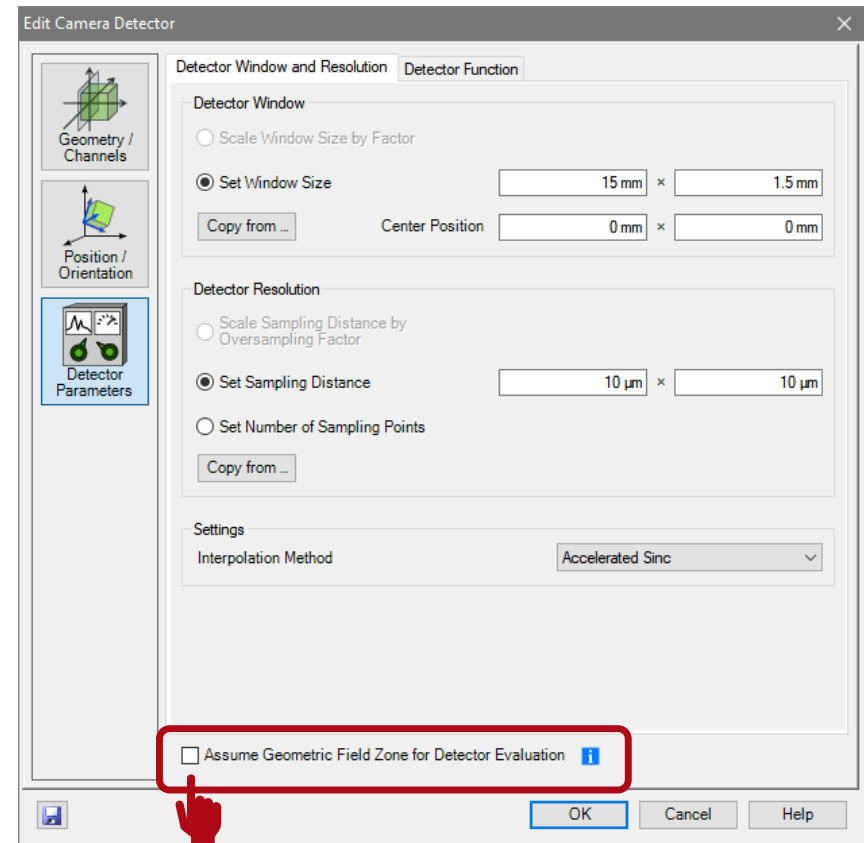 Edit Camera Detector
Geometry /
Channels
Position /
Orientation
Detector
Parameters
Detector Window and Resolution
Detector Function
Detector Window
Scale Window Size by Factor
Set Window Size 15 mm × 1.5 mm
Copy from ... Center Position 0 mm × 0 mm
Detector Resolution
Scale Sampling Distance by
Oversampling Factor
Set Sampling Distance 10 µm × 10 µm
Set Number of Sampling Points
Copy from ...
Settings
Interpolation Method Accelerated Sinc
Assume Geometric Field Zone for Detector Evaluation i
OK Cancel Help